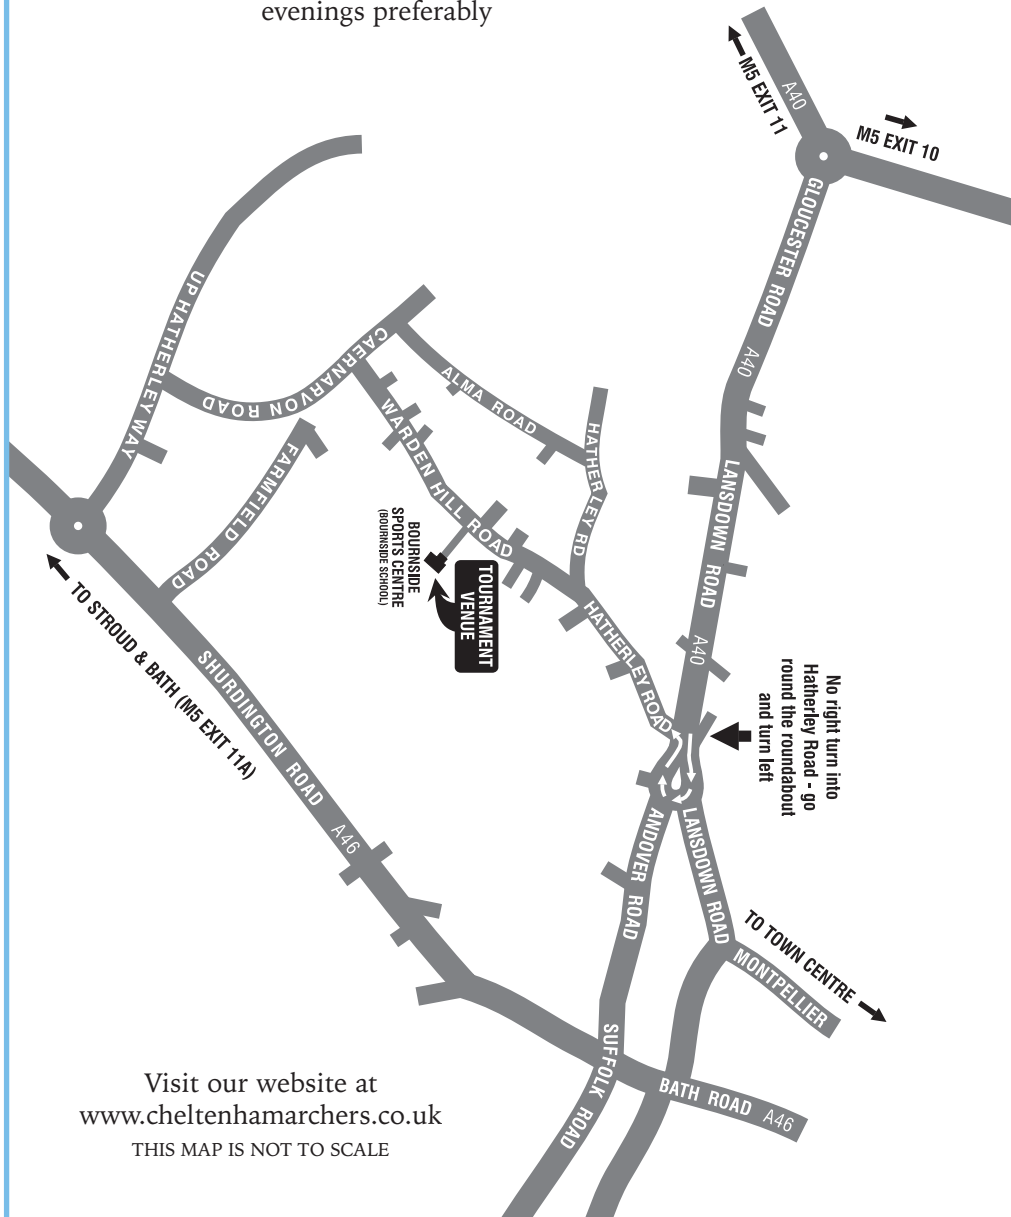 evenings preferably
M5 EXIT 11
A40
M5 EXIT 10
GLOUCESTER ROAD
A40
UP HATHERLEY WAY
CAERNARVON ROAD
ALMA ROAD
WARDEN HILL ROAD
HATHERLEY RD
FARMFIELD ROAD
LANSDOWN ROAD
A40
BOURNSIDE
SPORTS CENTRE
(BOURNSIDE SCHOOL)
TOURNAMENT
VENUE
HATHERLEY ROAD
TO STROUD & BATH (M5 EXIT 11A)
SHURDINGTON ROAD
A46
No right turn into
Hatherley Road - go
round the roundabout
and turn left
ANDOVER ROAD
LANSDOWN ROAD
TO TOWN CENTRE
MONTPELLIER
SUFFOLK ROAD
BATH ROAD
A46
Visit our website at
www.cheltenhamarchers.co.uk
THIS MAP IS NOT TO SCALE